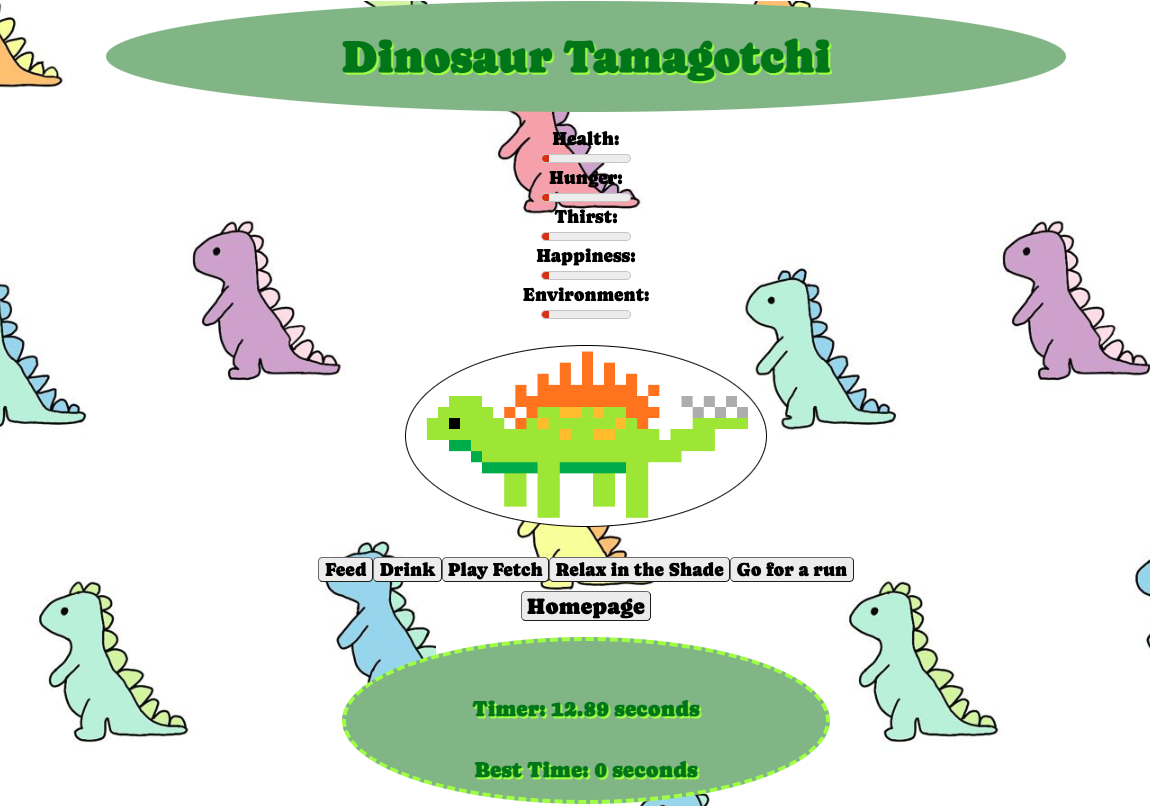 Dinosaur Tamagotchi
Health:
Hunger:
Thirst:
Happiness:
Environment:
Feed Drink Play Fetch Relax in the Shade Go for a run
Homepage
Timer: 12.89 seconds
Best Time: 0 seconds